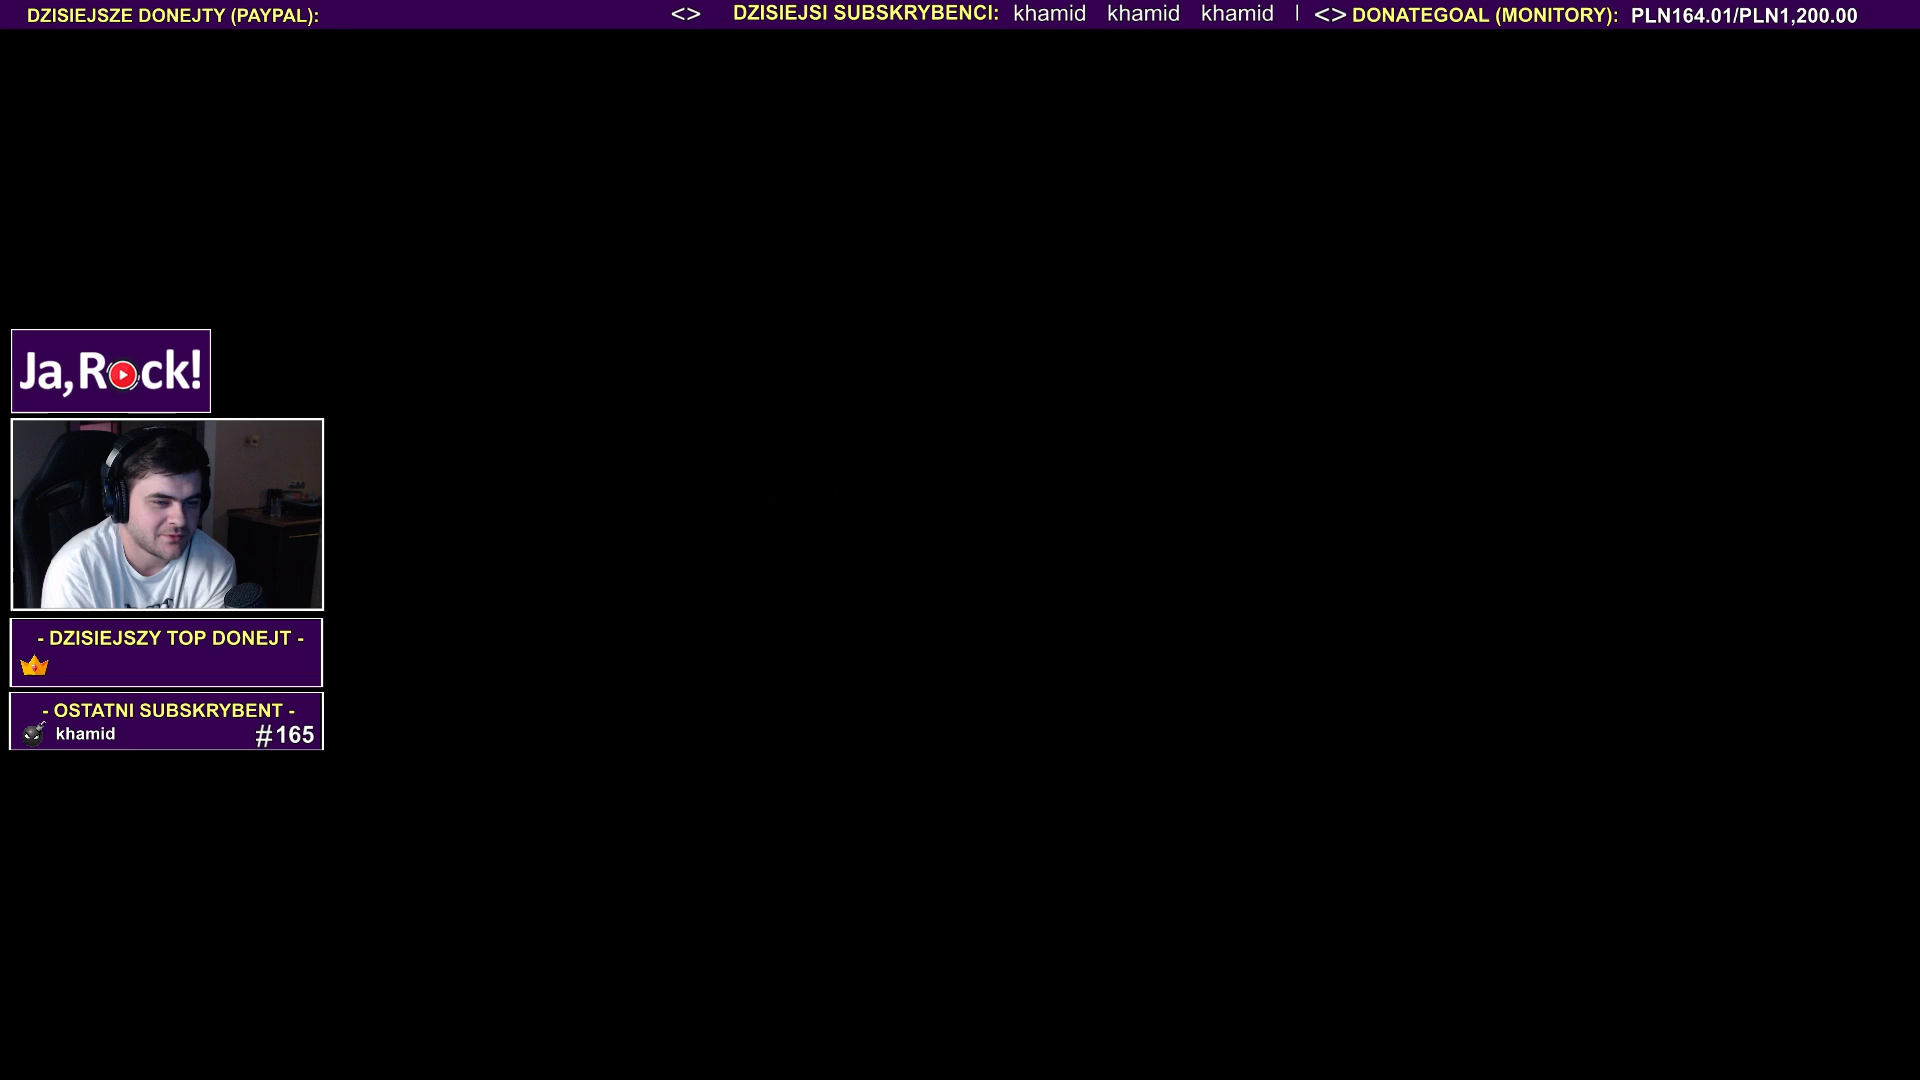 DZISIEJSZE DONEJTY (PAYPAL): <> DZISIEJSI SUBSKRYBENCI: khamid khamid khamid | <> DONATEGOAL (MONITORY): PLN164.01/PLN1,200.00
Ja,Rock!
- DZISIEJSZY TOP DONEJT -
- OSTATNI SUBSKRYBENT -
khamid #165